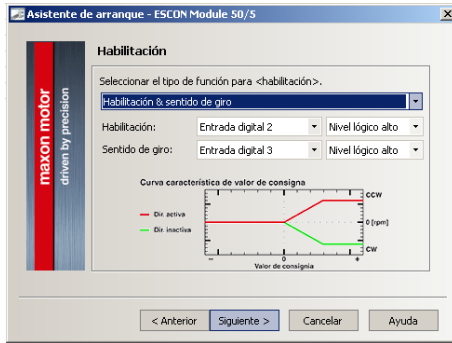 Asistente de arranque - ESCON Module 50/5
maxon motor
driven by precision
Habilitación
Seleccionar el tipo de función para <habilitación>.
Habilitación & sentido de giro
Habilitación: Entrada digital 2 Nivel lógico alto
Sentido de giro: Entrada digital 3 Nivel lógico alto
Curva característica de valor de consigna
CCW
Dir. activa
0 [rpm]
Dir. inactiva
CW
- 0 +
Valor de consignia
< Anterior Siguiente > Cancelar Ayuda